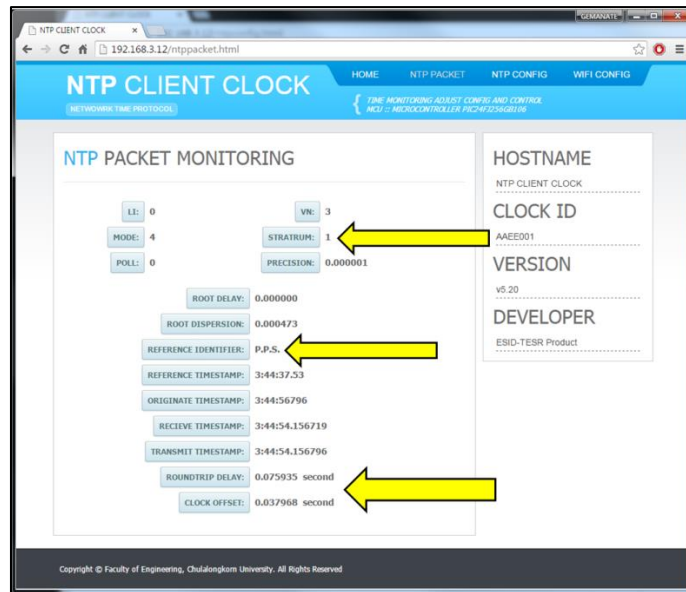 GEMANATE
NTP CLIENT CLOCK
192.168.3.12/ntppacket.html
NTP CLIENT CLOCK
NETWOWRK TIME PROTOCOL
HOME NTP PACKET NTP CONFIG WIFI CONFIG
TIME MONITORING ADJUST CONFIG AND CONTROL
MCU :: MICROCONTROLLER PIC24FJ256GB106
NTP PACKET MONITORING
LI: 0 VN: 3
MODE: 4 STRATRUM: 1
POLL: 0 PRECISION: 0.000001
ROOT DELAY: 0.000000
ROOT DISPERSION: 0.000473
REFERENCE IDENTIFIER: P.P.S.
REFERENCE TIMESTAMP: 3:44:37.53
ORIGINATE TIMESTAMP: 3:44:56796
RECIEVE TIMESTAMP: 3:44:54.156719
TRANSMIT TIMESTAMP: 3:44:54.156796
ROUNDTRIP DELAY: 0.075935 second
CLOCK OFFSET: 0.037968 second
HOSTNAME
NTP CLIENT CLOCK
CLOCK ID
AAEE001
VERSION
v5.20
DEVELOPER
ESID-TESR Product
Copyright © Faculty of Engineering, Chulalongkorn University. All Rights Reserved